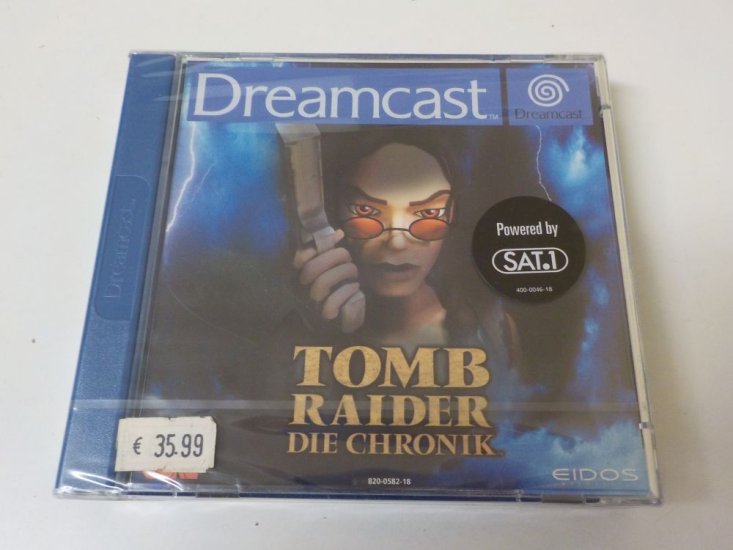 Dreamcast™
Dreamcast
Dreamcast
Powered by
SAT.1
400-0046-18
TOMB
RAIDER
DIE CHRONIK
€ 35.99
820-0582-18
EIDOS